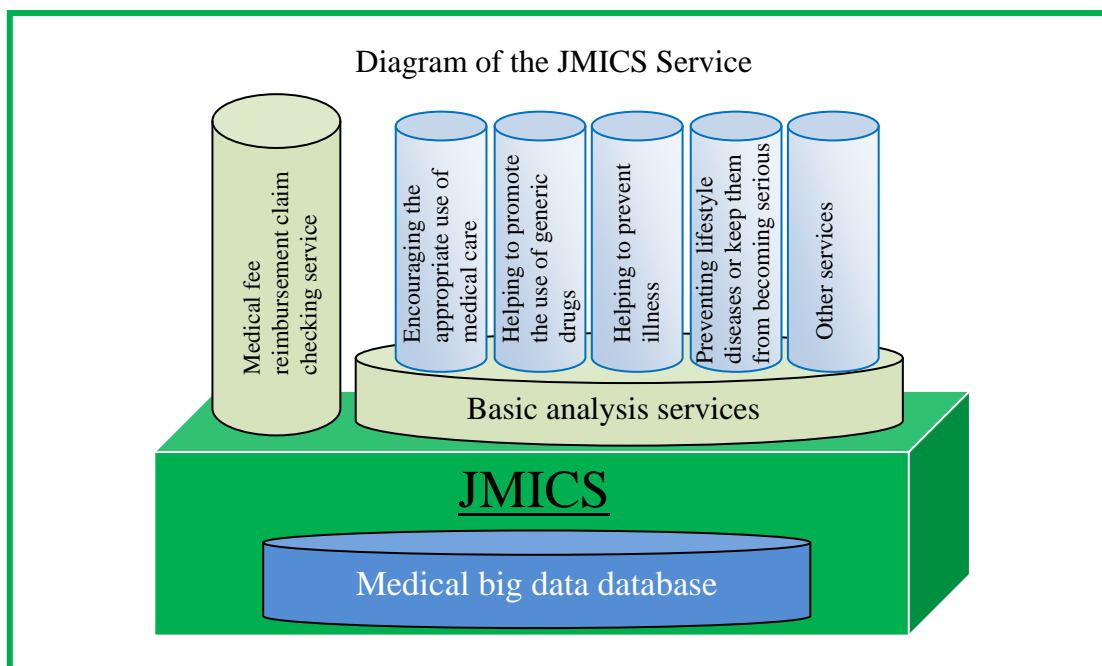 Diagram of the JMICS Service
Medical fee
reimbursement claim
checking service
Encouraging the
appropriate use of
medical care
Helping to promote
the use of generic
drugs
Helping to prevent
illness
Preventing lifestyle
diseases or keep them
from becoming serious
Other services
Basic analysis services
JMICS
Medical big data database